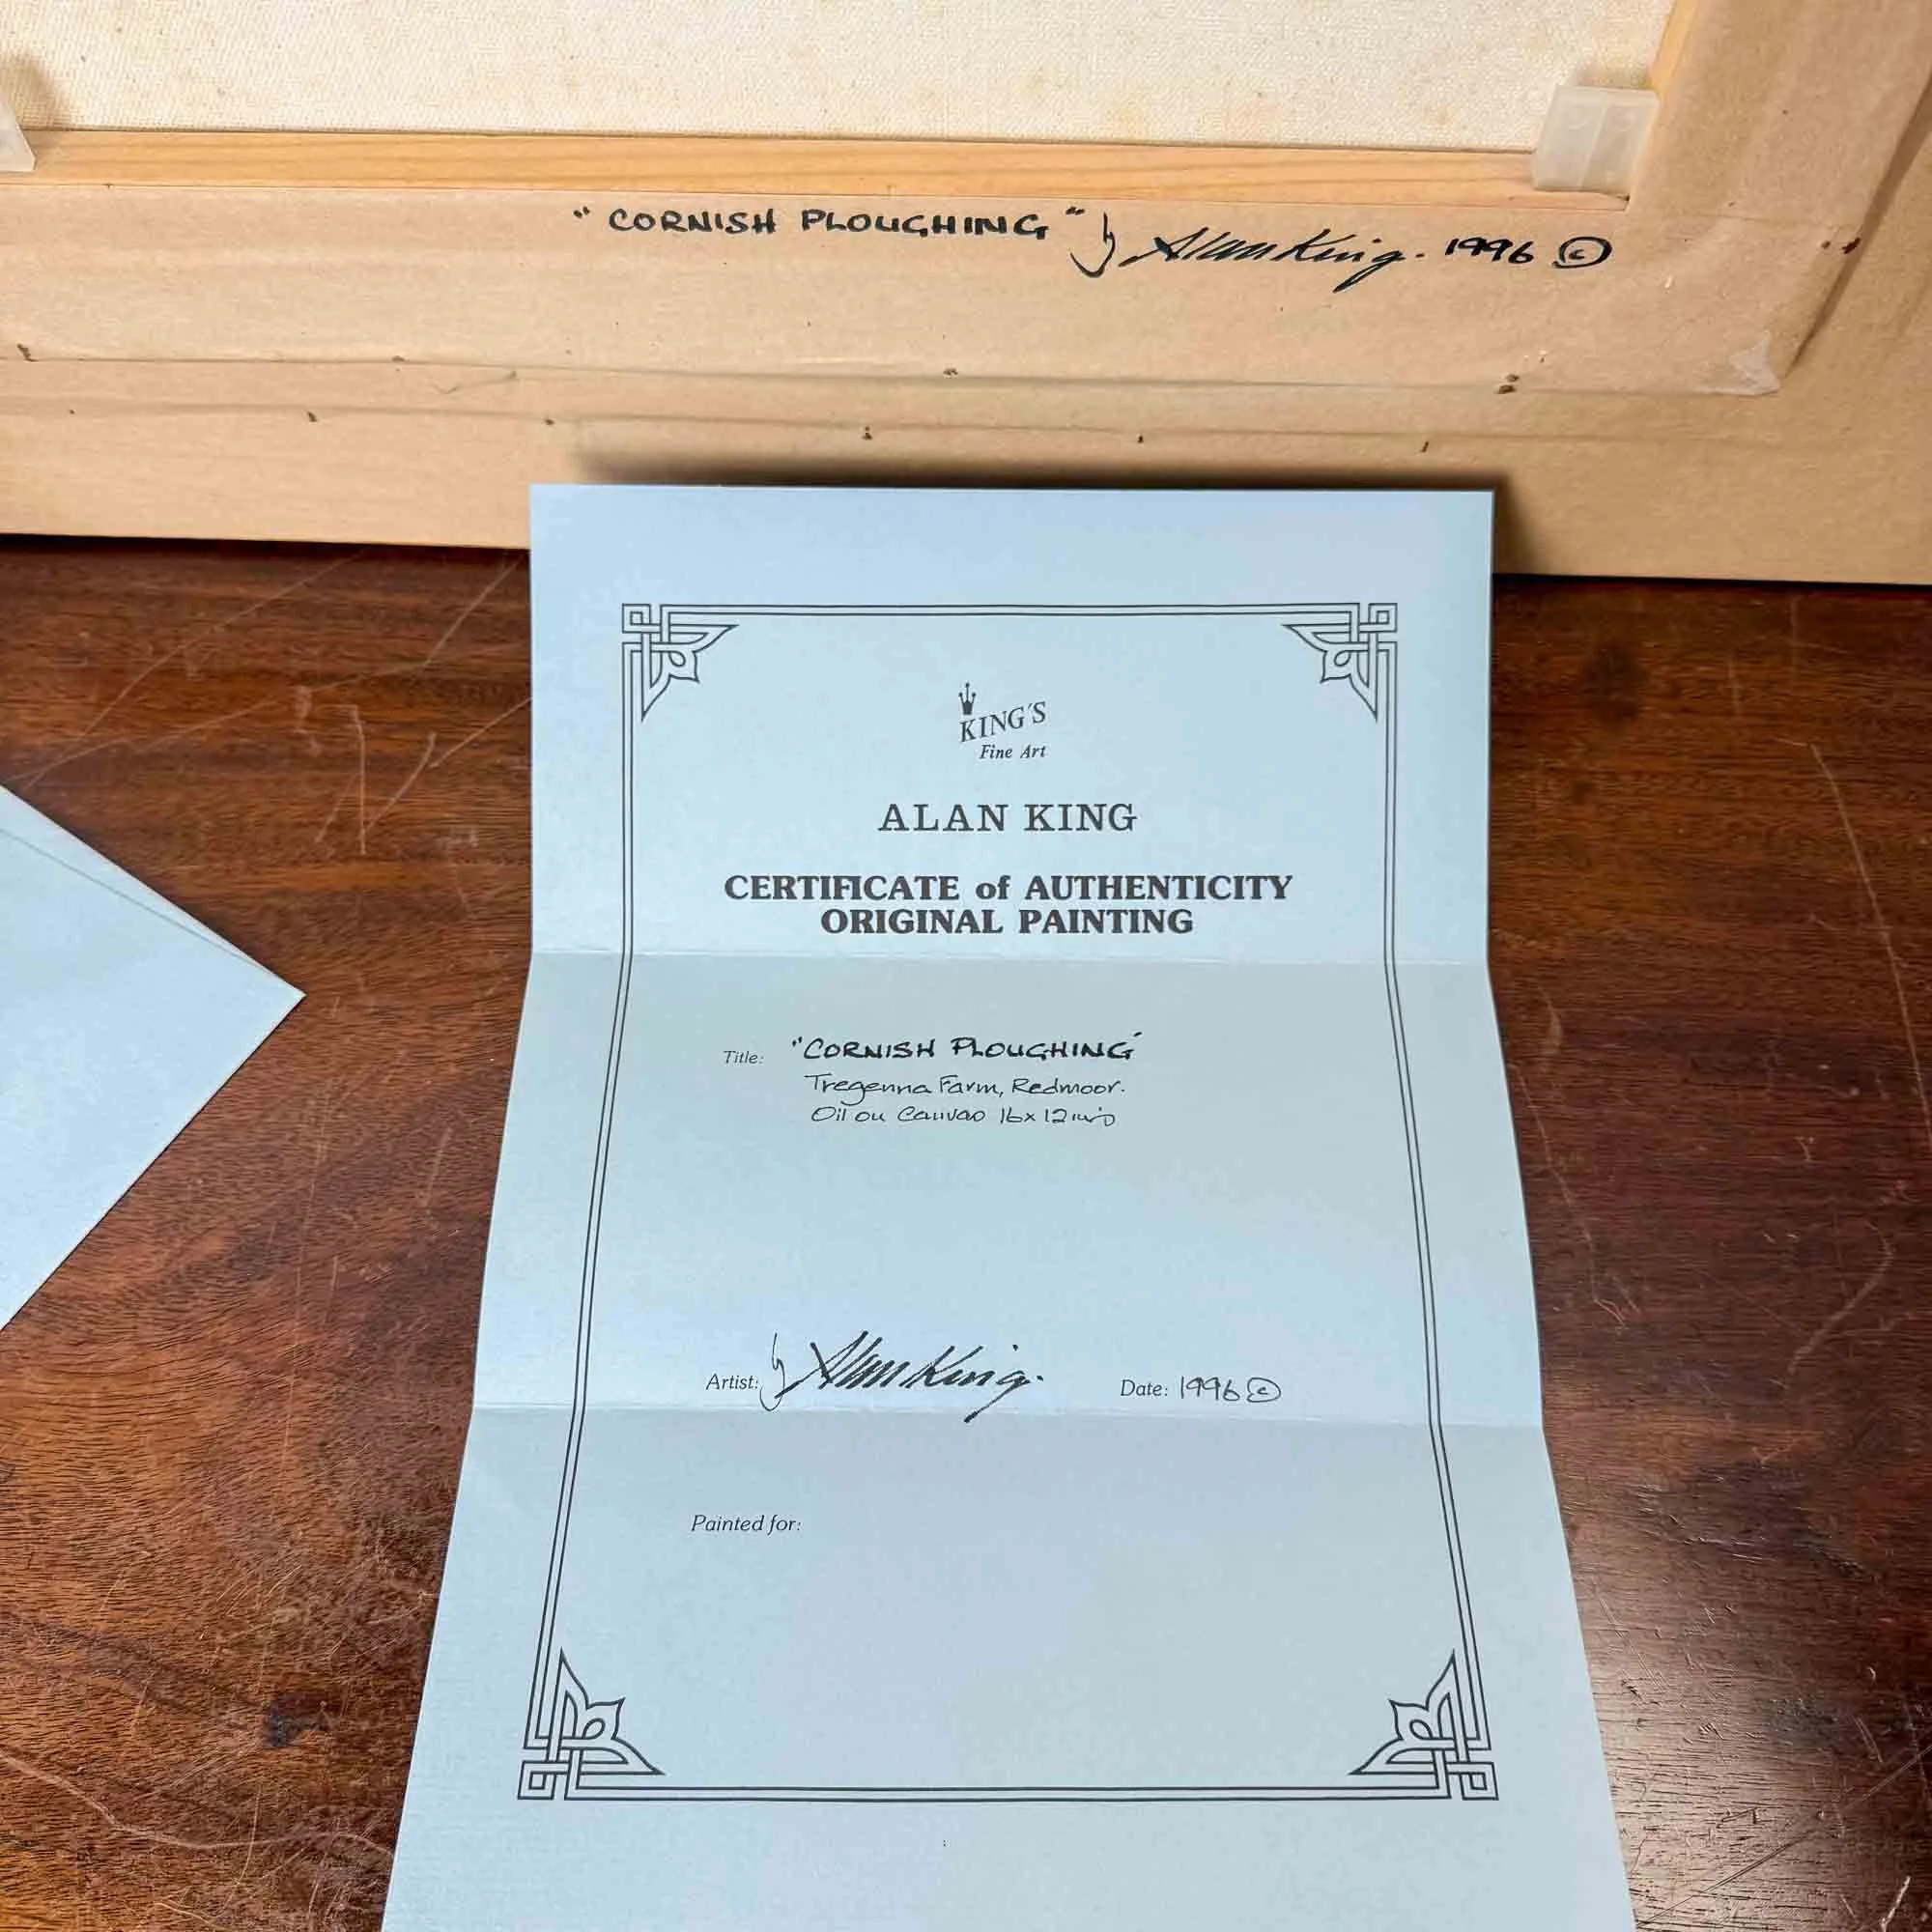 "CORNISH PLOUGHING" Alan King. 1996 ©
KING'S
Fine Art
ALAN KING
CERTIFICATE of AUTHENTICITY
ORIGINAL PAINTING
Title: "CORNISH PLOUGHING"
Tregenna Farm, Redmoor.
Oil on Canvas 16x12ins
Artist: Alan King. Date: 1996 ©
Painted for: